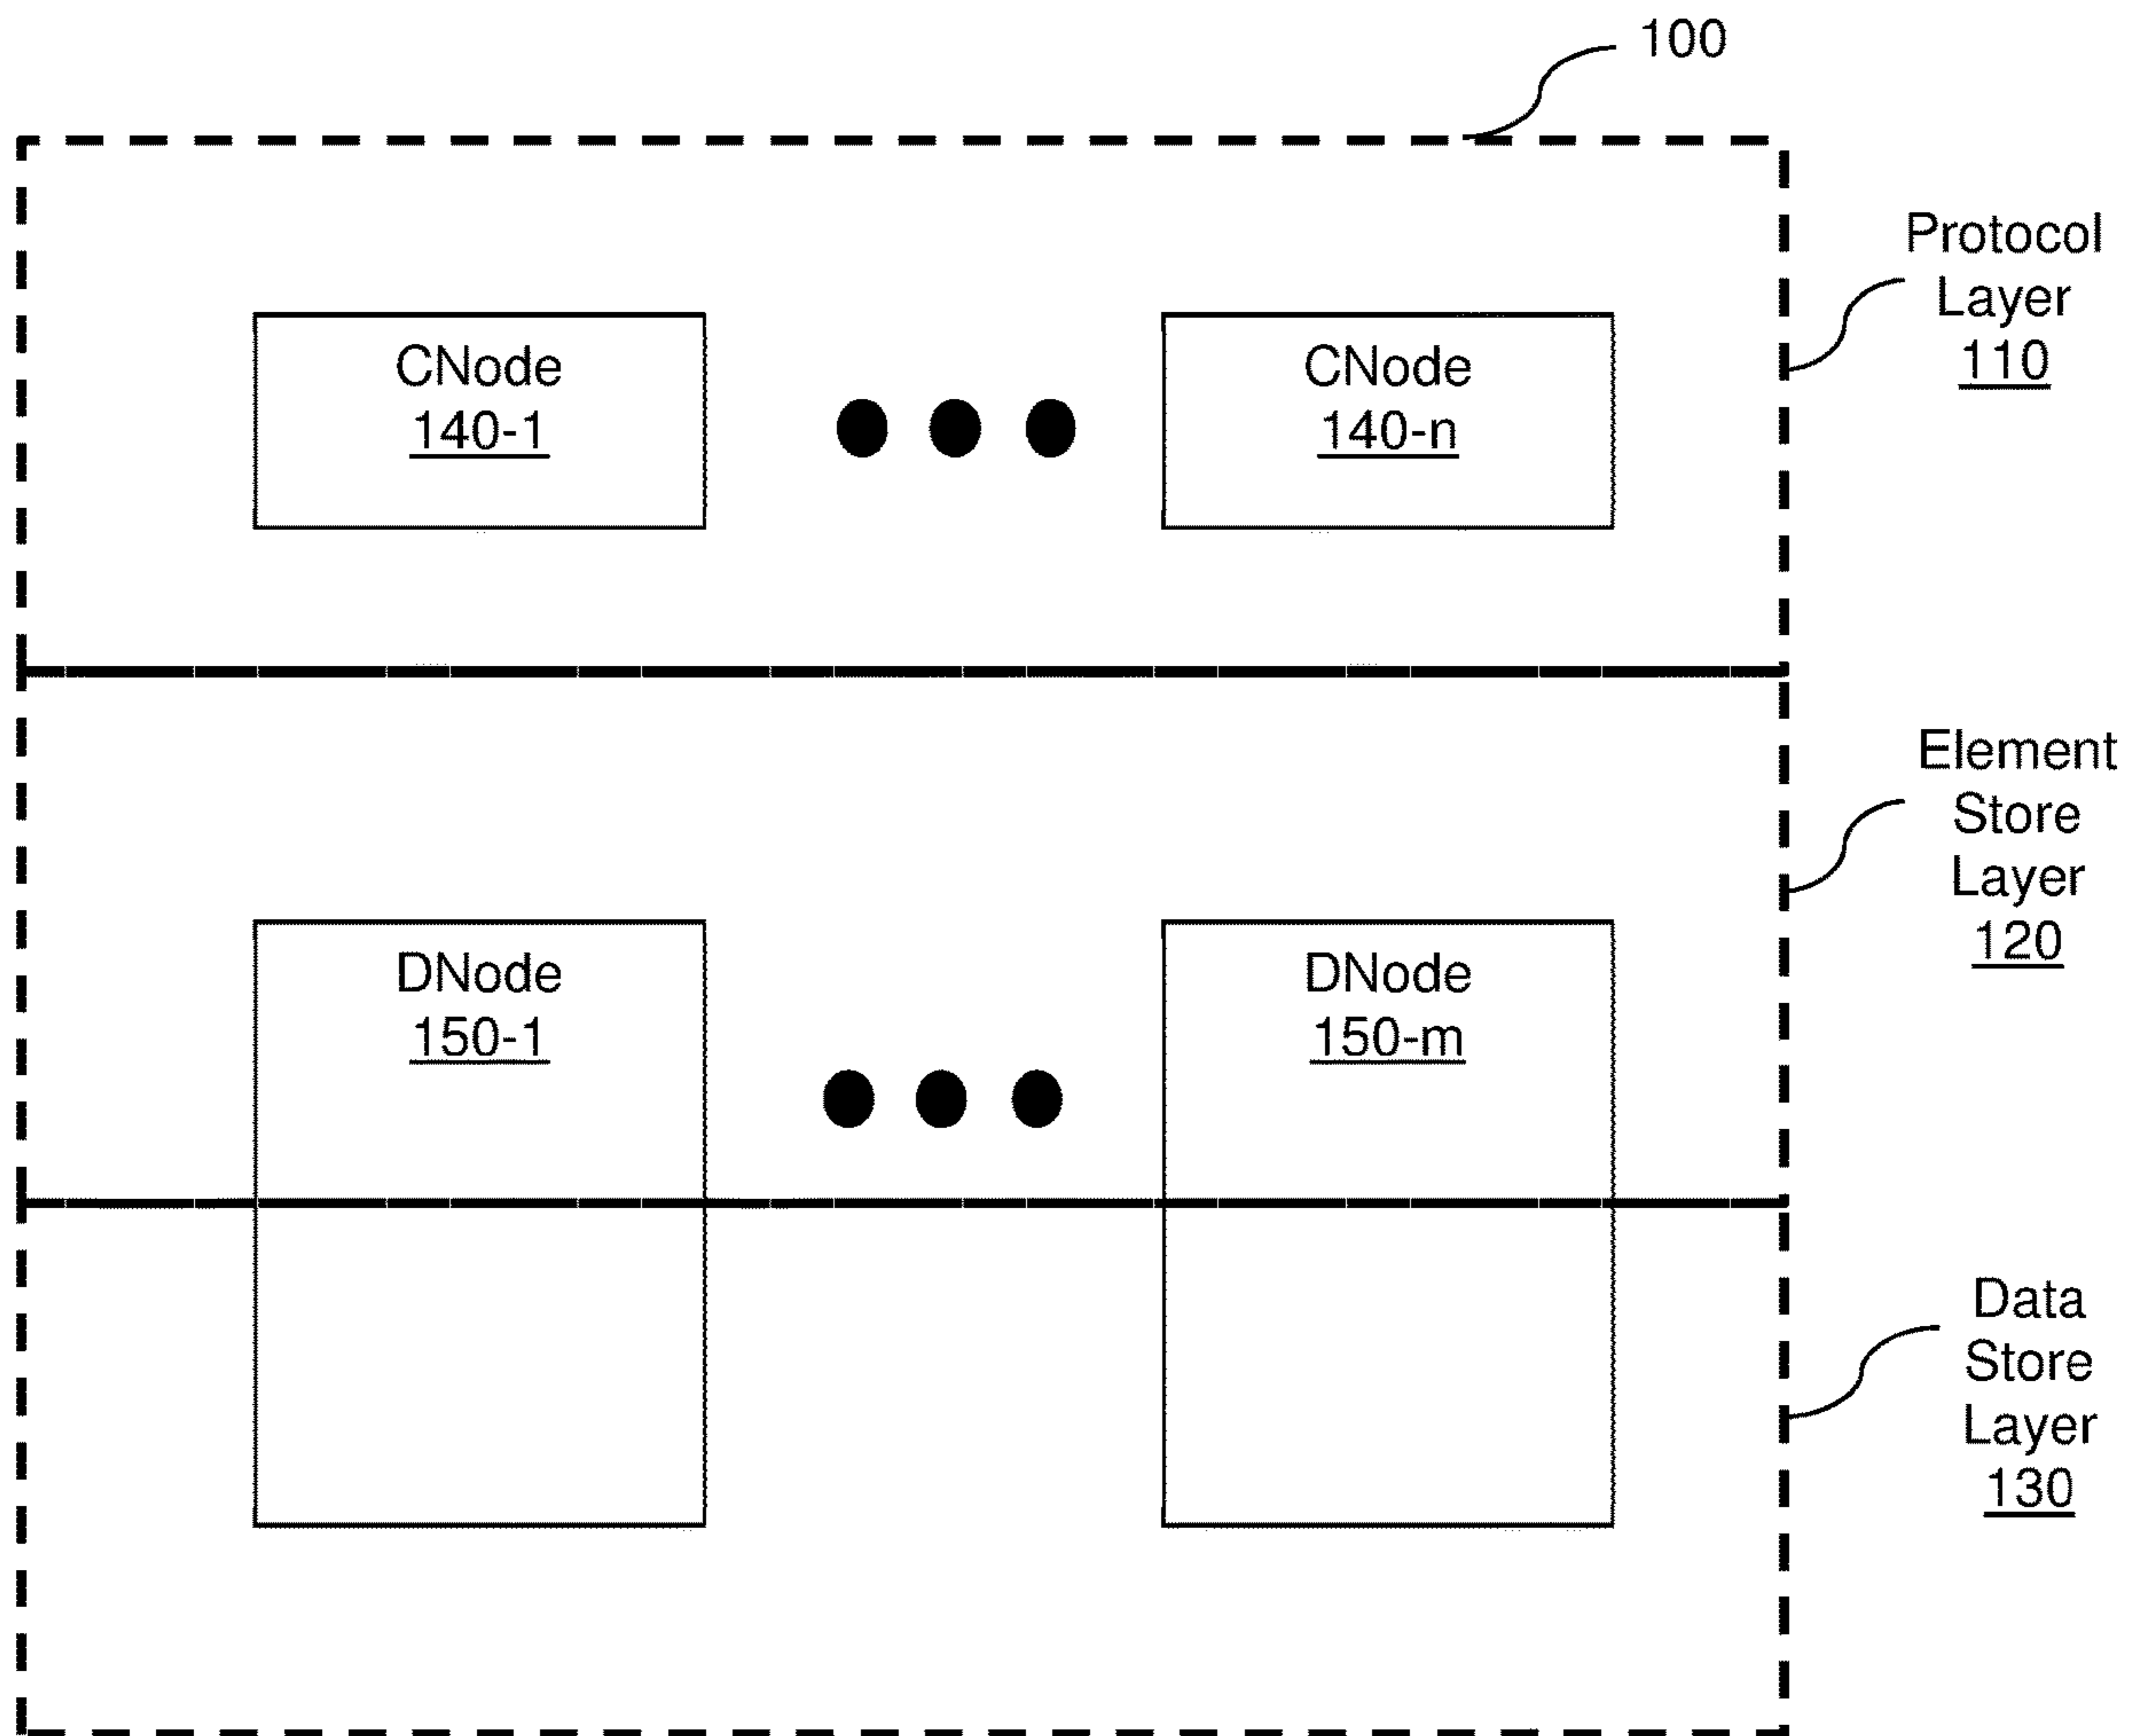 100
Protocol
Layer
110
CNode
140-1
CNode
140-n
Element
Store
Layer
120
DNode
150-1
DNode
150-m
Data
Store
Layer
130